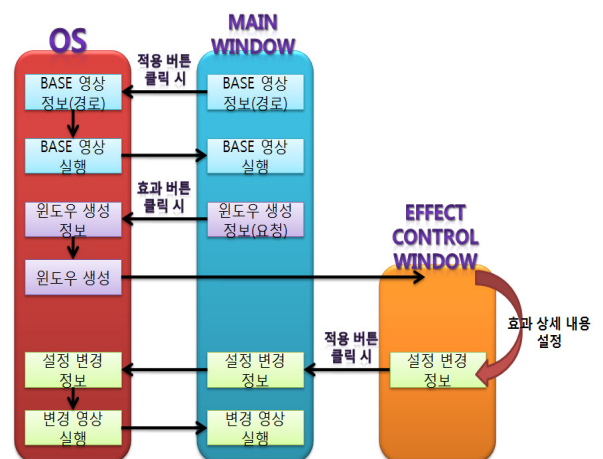 OS
MAIN
WINDOW
적용 버튼
클릭 시
BASE 영상
정보(경로)
BASE 영상
정보(경로)
BASE 영상
실행
BASE 영상
실행
효과 버튼
클릭 시
윈도우 생성
정보
윈도우 생성
정보(요청)
윈도우 생성
EFFECT
CONTROL
WINDOW
효과 상세 내용
설정
적용 버튼
클릭 시
설정 변경
정보
설정 변경
정보
설정 변경
정보
변경 영상
실행
변경 영상
실행